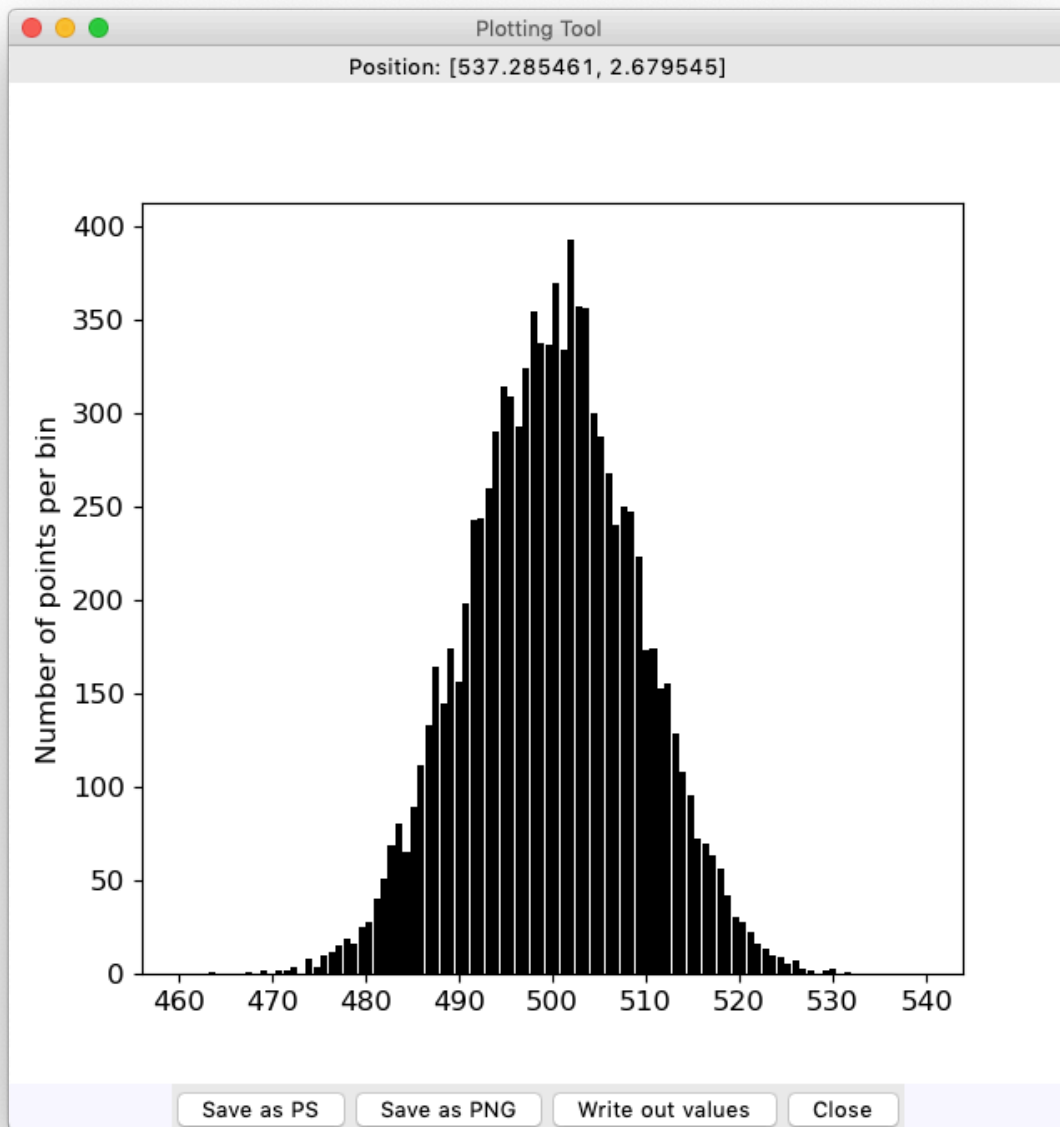 Plotting Tool
Position: [537.285461, 2.679545]
400
350
300
250
200
150
100
50
0
Number of points per bin
460 470 480 490 500 510 520 530 540
Save as PS Save as PNG Write out values Close